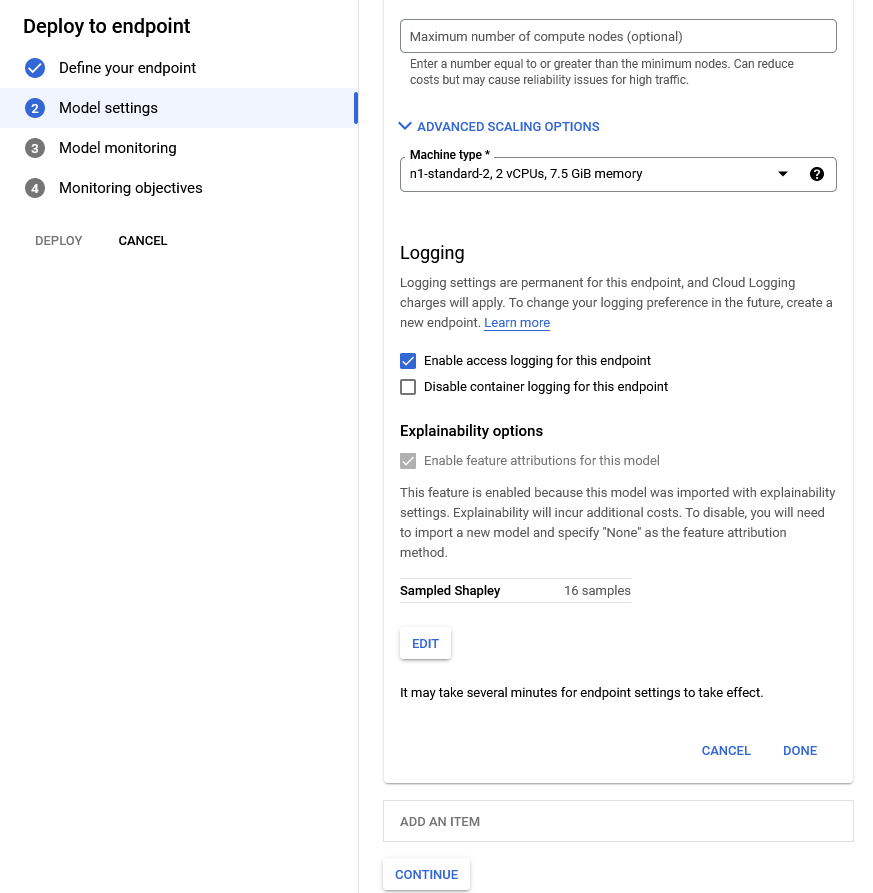 Deploy to endpoint
Define your endpoint
2 Model settings
3 Model monitoring
4 Monitoring objectives
DEPLOY CANCEL
Maximum number of compute nodes (optional)
Enter a number equal to or greater than the minimum nodes. Can reduce
costs but may cause reliability issues for high traffic.
ADVANCED SCALING OPTIONS
Machine type *
n1-standard-2, 2 vCPUs, 7.5 GiB memory ?
Logging
Logging settings are permanent for this endpoint, and Cloud Logging
charges will apply. To change your logging preference in the future, create a
new endpoint. Learn more
Enable access logging for this endpoint
Disable container logging for this endpoint
Explainability options
Enable feature attributions for this model
This feature is enabled because this model was imported with explainability
settings. Explainability will incur additional costs. To disable, you will need
to import a new model and specify "None" as the feature attribution
method.
Sampled Shapley 16 samples
EDIT
It may take several minutes for endpoint settings to take effect.
CANCEL DONE
ADD AN ITEM
CONTINUE